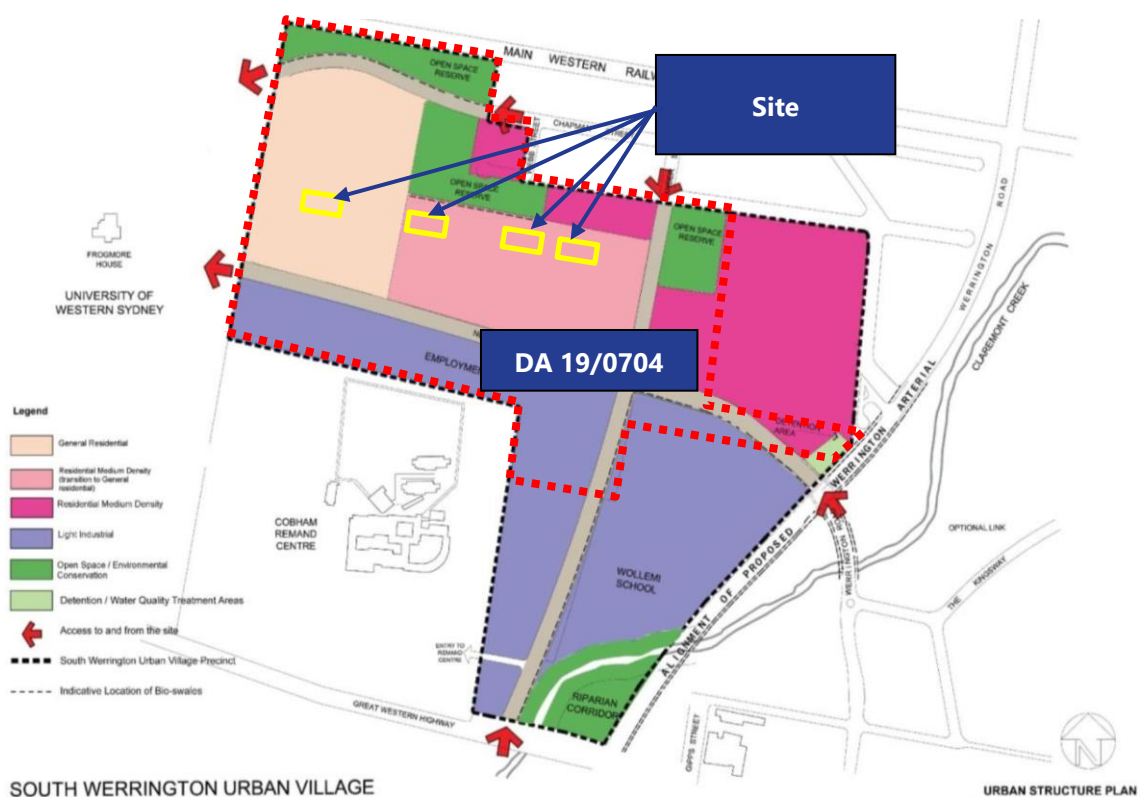 MAIN WESTERN RAILW
OPEN SPACE
RESERVE
Site
CHAPMAN STREET
STREET
OPEN SPACE
RESERVE
OPEN SPACE
RESERVE
WERRINGTON ROAD
FROGMORE
HOUSE
UNIVERSITY OF
WESTERN SYDNEY
CLAREMONT CREEK
DA 19/0704
EMPLOYMEN
DETENTION
AREA
ALIGNMENT OF PROPOSED WERRINGTON ARTERIAL
Legend
General Residential
Residential Medium Density
(transition to General
residential)
Residential Medium Density
Light Industrial
Open Space / Environmental
Conservation
Detention / Water Quality Treatment Areas
Access to and from the site
South Werrington Urban Village Precinct
Indicative Location of Bio-swales
COBHAM
REMAND
CENTRE
WOLLEMI
SCHOOL
OPTIONAL LINK
THE KINGSWAY
ENTRY TO
REMAND
CENTRE
RIPARIAN
CORRIDOR
GREAT WESTERN HIGHWAY
GIPPS STREET
N
SOUTH WERRINGTON URBAN VILLAGE
URBAN STRUCTURE PLAN